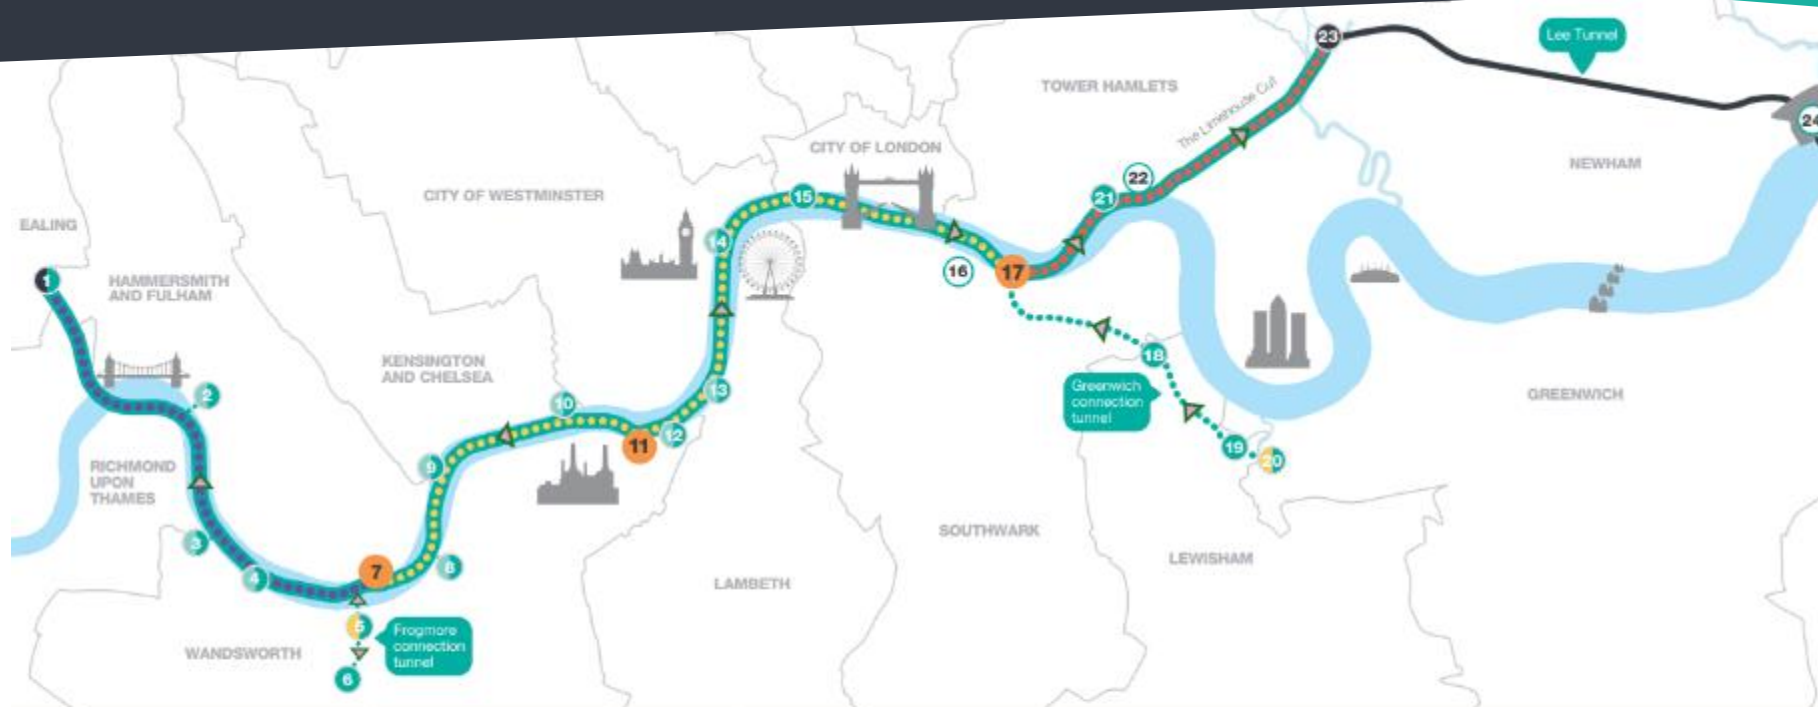 23
Lee Tunnel
TOWER HAMLETS
The Limehouse Cut
24
CITY OF LONDON
NEWHAM
22
CITY OF WESTMINSTER
15
21
EALING
14
16
17
1
HAMMERSMITH
AND FULHAM
KENSINGTON
AND CHELSEA
18
2
10
13
Greenwich
connection
tunnel
GREENWICH
12
11
19
20
RICHMOND
UPON
THAMES
9
SOUTHWARK
3
LEWISHAM
4
7
8
LAMBETH
5
Frogmore
connection
tunnel
WANDSWORTH
6